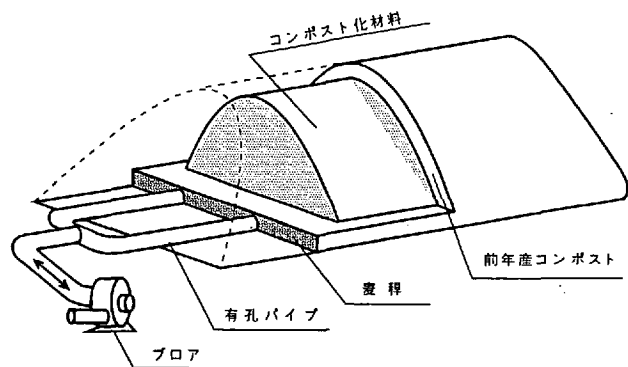 コンポスト化材料
前年産コンポスト
麦稈
有孔パイプ
ブロア